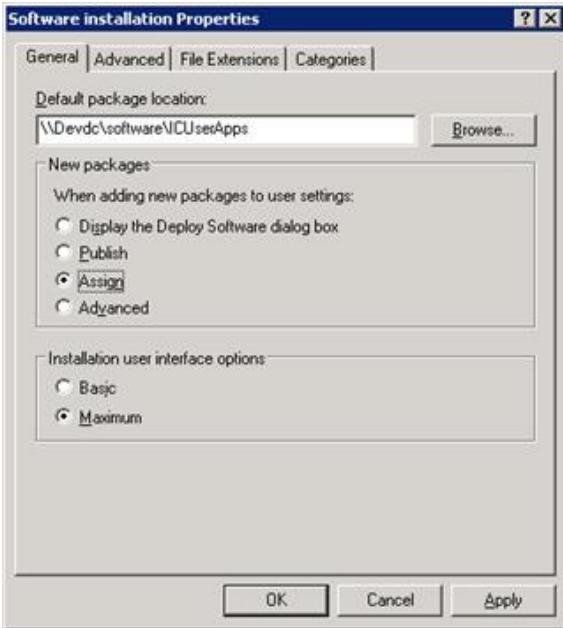 Software installation Properties
General
Advanced
File Extensions
Categories
Default package location:
\\Devdc\software\ICUserApps
Browse...
New packages
When adding new packages to user settings:
Display the Deploy Software dialog box
Publish
Assign
Advanced
Installation user interface options
Basic
Maximum
OK
Cancel
Apply